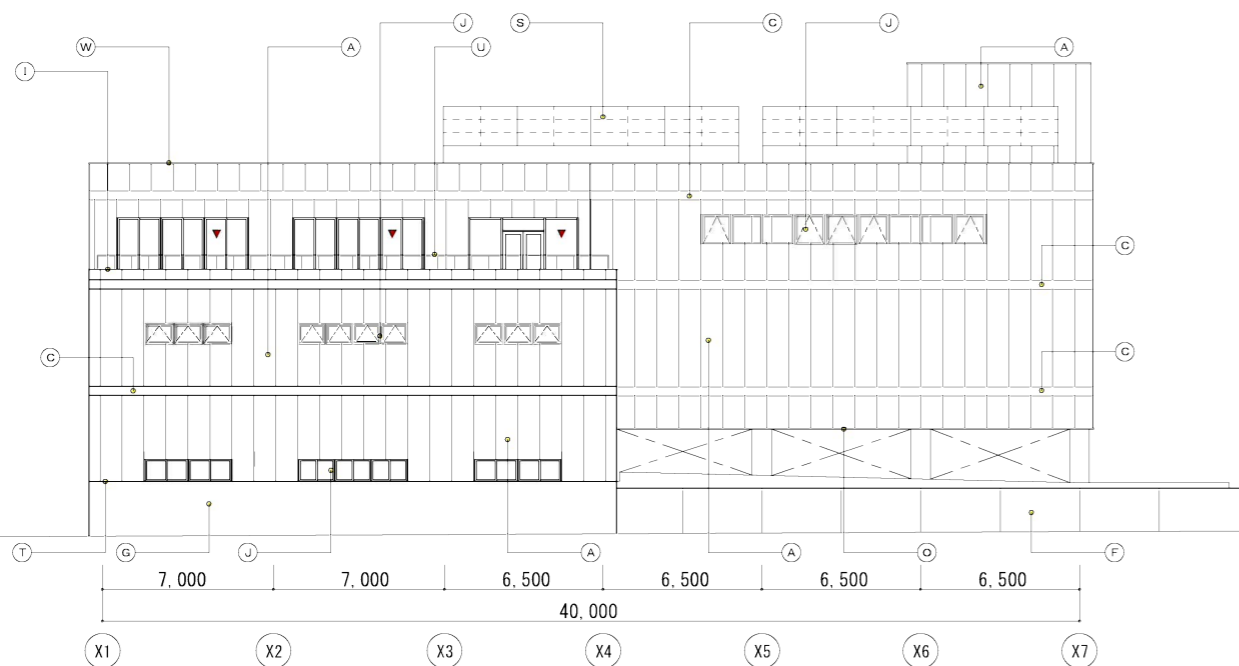 J S C J
W A U A
I
C
C
C
T G J A A O F
7,000 7,000 6,500 6,500 6,500 6,500
40,000
X1 X2 X3 X4 X5 X6 X7